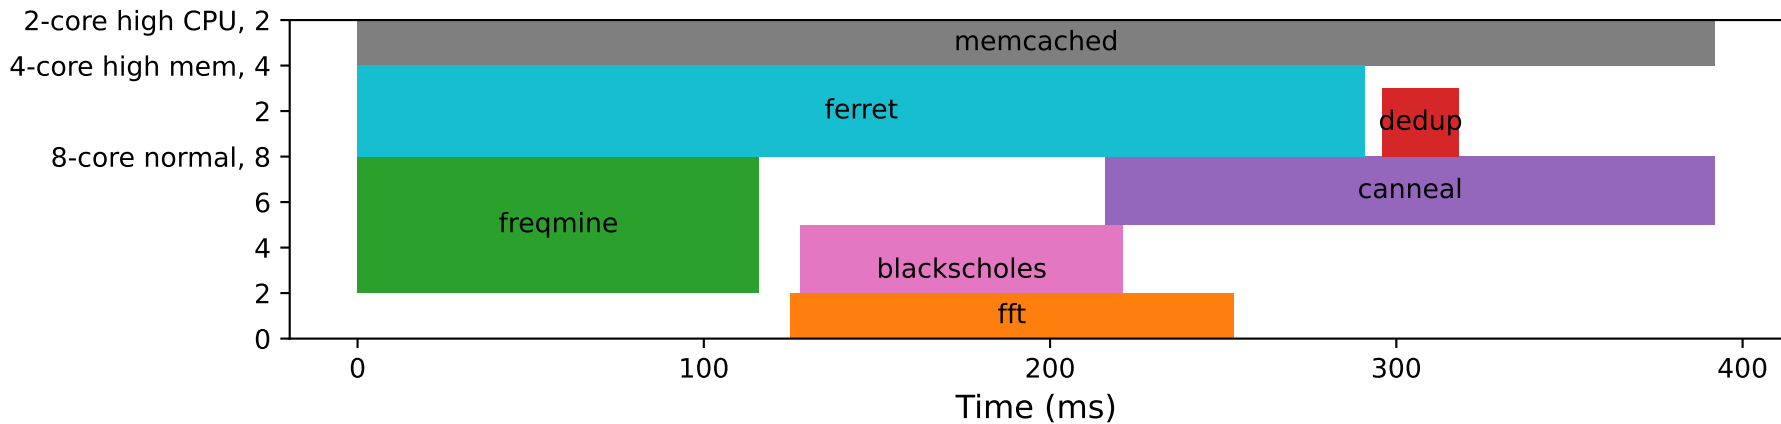 2-core high CPU, 2
memcached
4-core high mem, 4
ferret
2
dedup
8-core normal, 8
canneal
6
freqmine
4
blackscholes
2
fft
0
0 100 200 300 400
Time (ms)